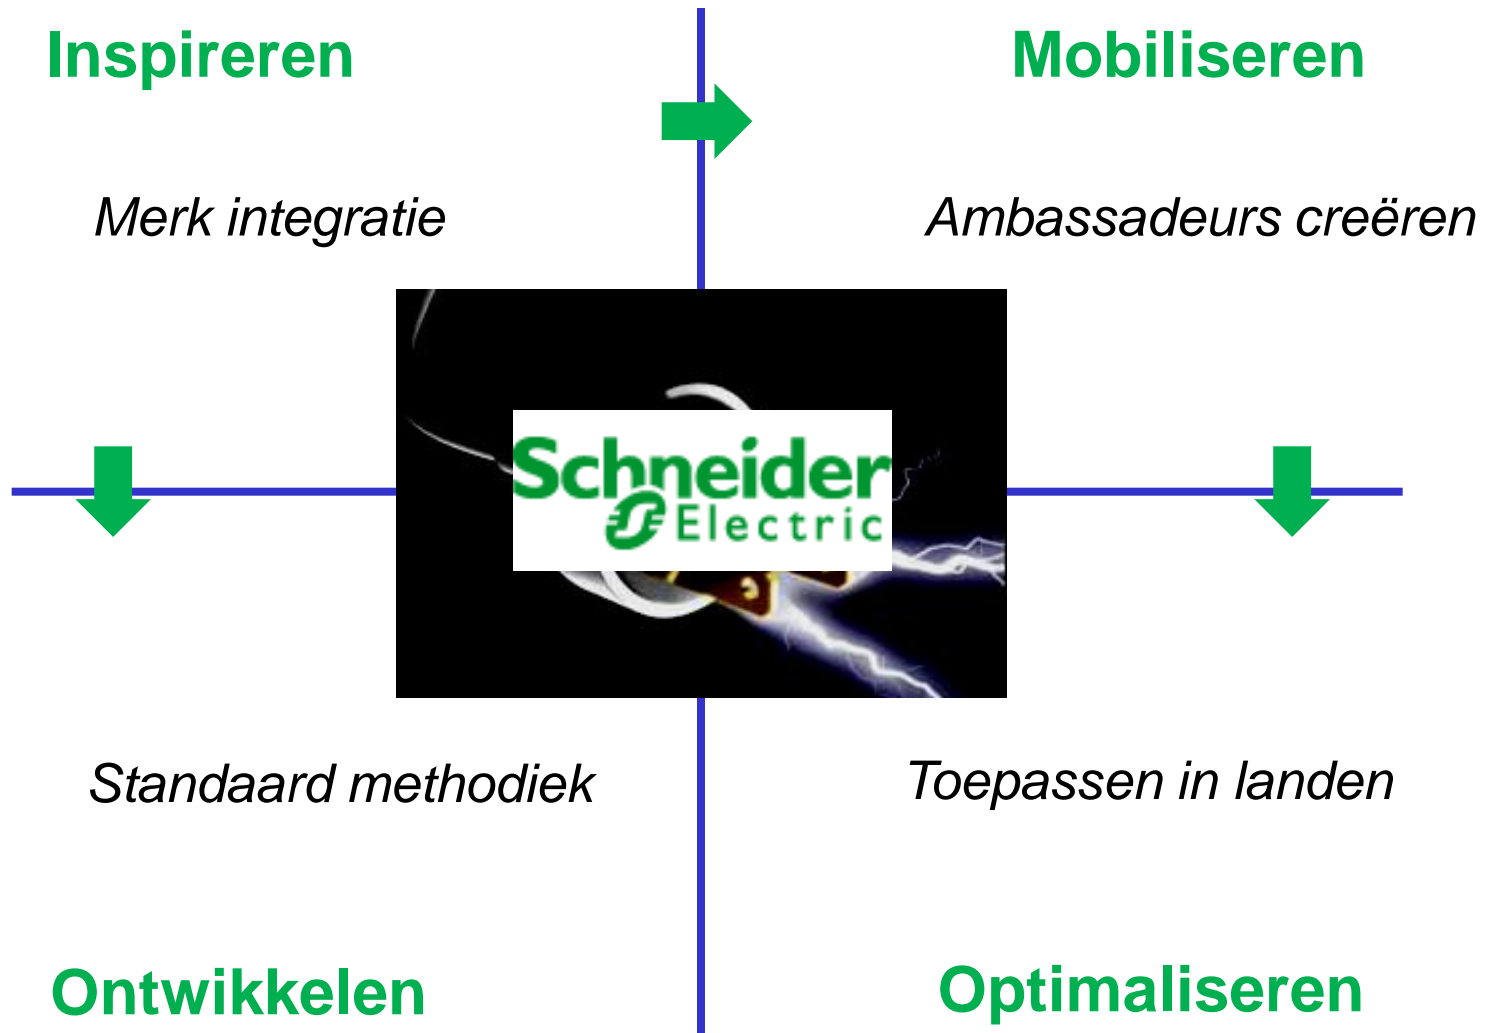 Inspireren
Mobiliseren
Merk integratie
Ambassadeurs creëren
Schneider
Electric
Standaard methodiek
Toepassen in landen
Ontwikkelen
Optimaliseren